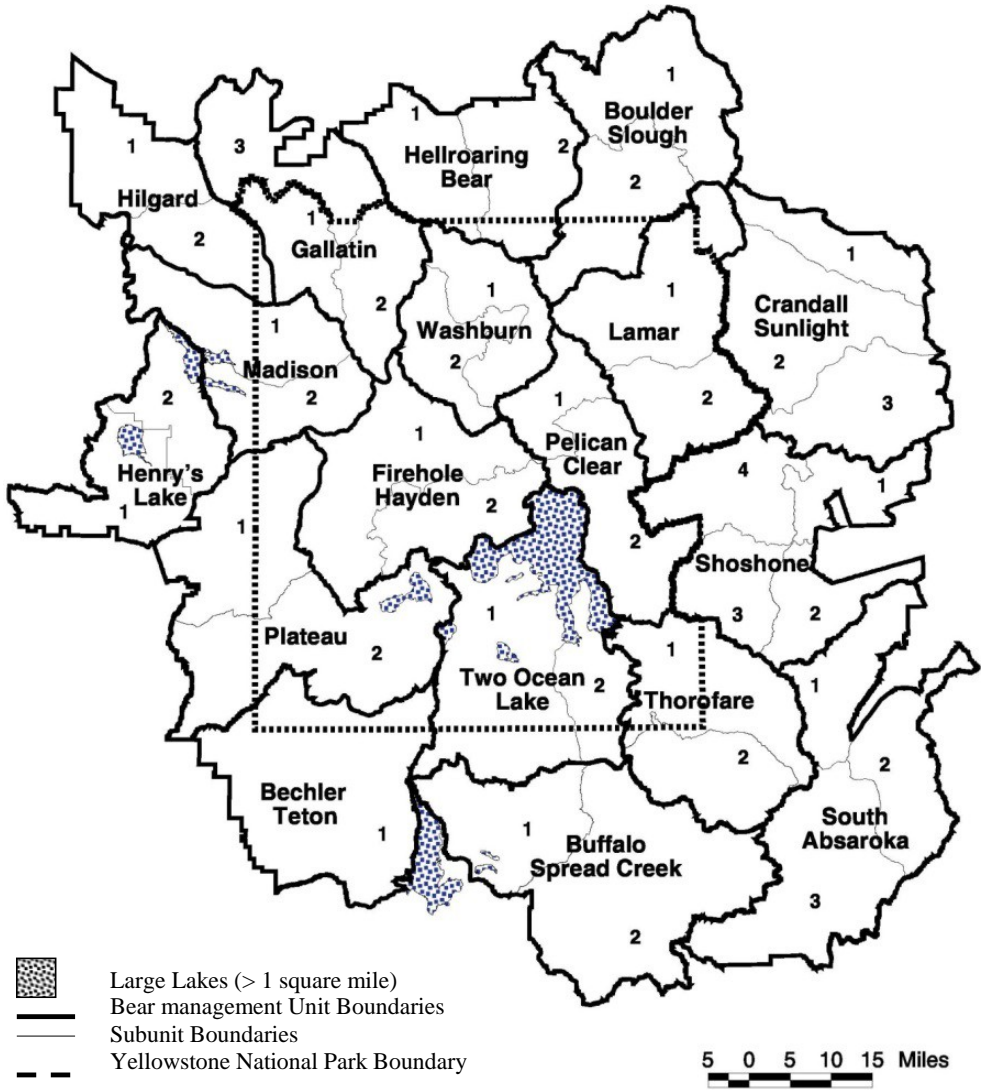 1
Boulder
Slough
1
2
Hellroaring
Bear
2
1
3
Hilgard
2
1
Gallatin
2
1
Washburn
2
1
Lamar
2
1
Crandall
Sunlight
2
3
1
Madison
2
2
Henry's
Lake
1
1
Pelican
Clear
2
1
Firehole
Hayden
2
4
1
Shoshone
3
2
1
Plateau
2
1
Two Ocean
Lake
2
1
Thorofare
2
1
2
South
Absaroka
3
Bechler
Teton
1
1
Buffalo
Spread Creek
2
Large Lakes (> 1 square mile)
Bear management Unit Boundaries
Subunit Boundaries
Yellowstone National Park Boundary
5 0 5 10 15 Miles